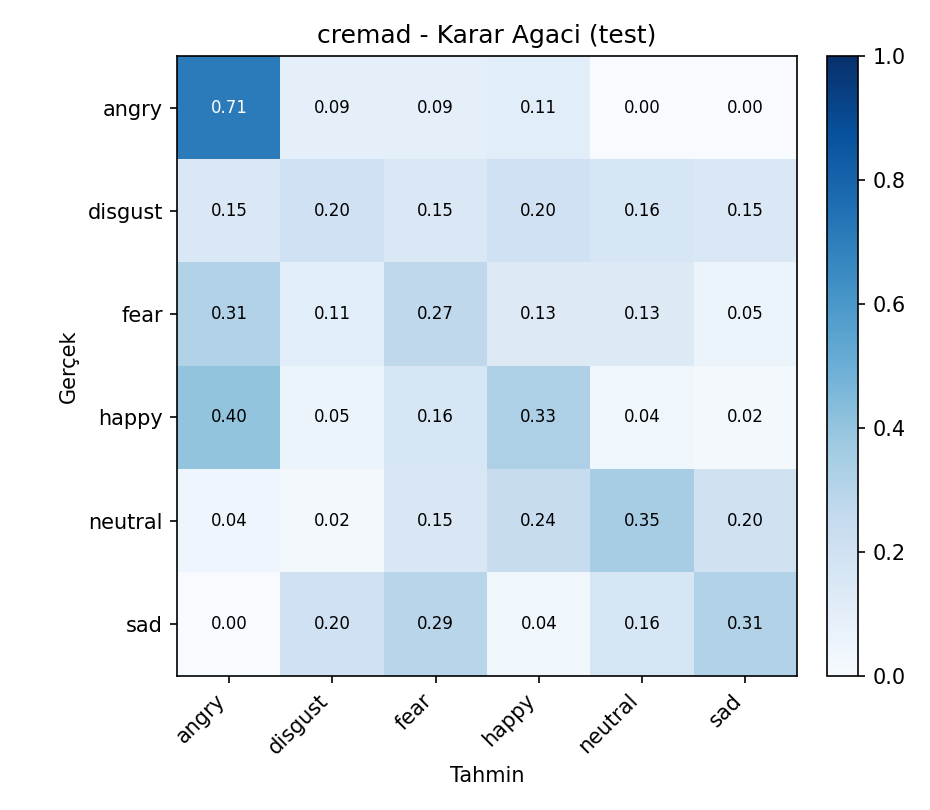 cremad - Karar Agaci (test)
angry 0.71 0.09 0.09 0.11 0.00 0.00
disgust 0.15 0.20 0.15 0.20 0.16 0.15
fear 0.31 0.11 0.27 0.13 0.13 0.05
happy 0.40 0.05 0.16 0.33 0.04 0.02
neutral 0.04 0.02 0.15 0.24 0.35 0.20
sad 0.00 0.20 0.29 0.04 0.16 0.31
Gerçek
angry disgust fear happy neutral sad
Tahmin
1.0
0.8
0.6
0.4
0.2
0.0